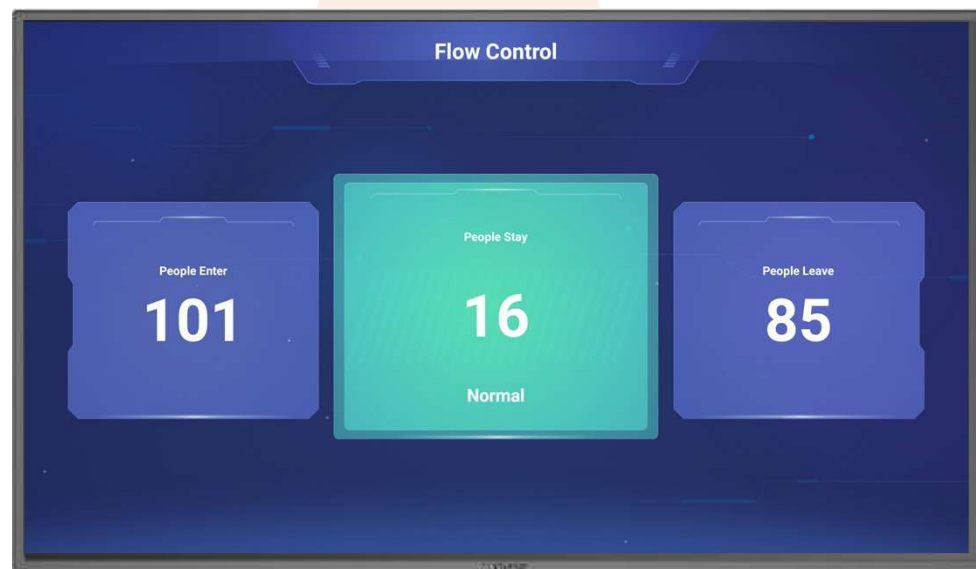 Flow Control
People Enter
101
People Stay
16
Normal
People Leave
85